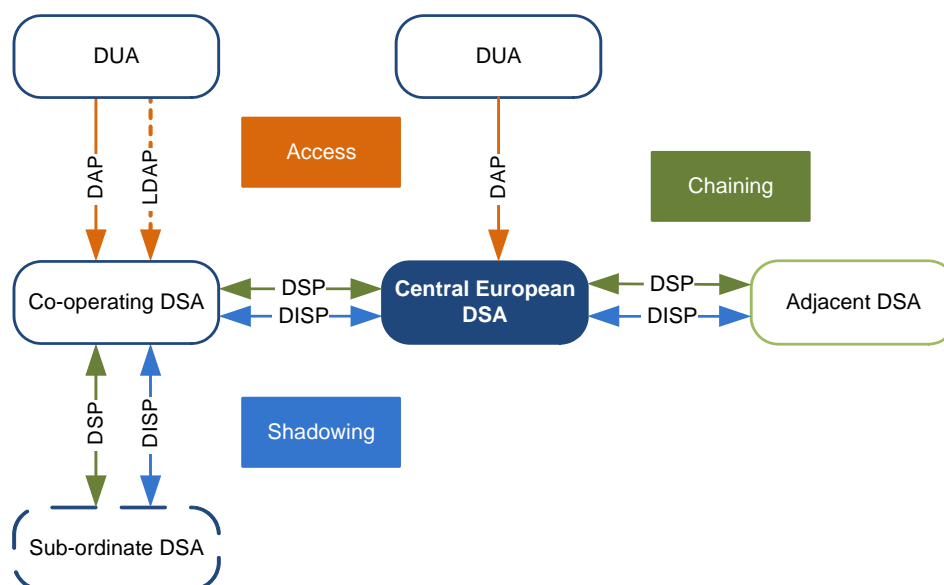 DUA
DUA
DAP
LDAP
Access
DAP
Chaining
Co-operating DSA
DSP
DISP
Central European
DSA
DSP
DISP
Adjacent DSA
DSP
DISP
Shadowing
Sub-ordinate DSA